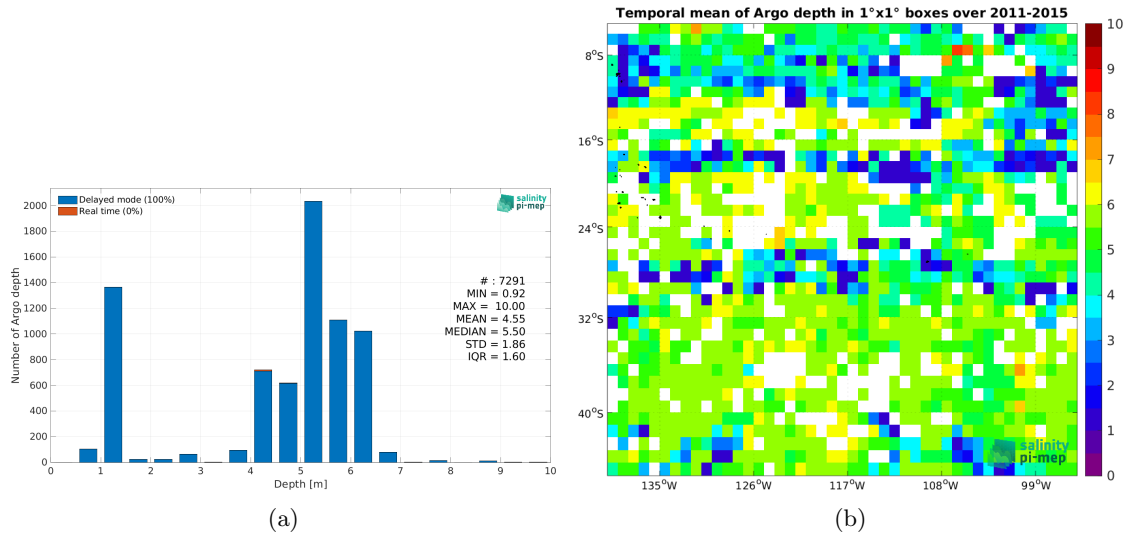 Delayed mode (100%)
Real time (0%)
salinity
pi-mep
Number of Argo depth
2000
1800
1600
1400
1200
1000
800
600
400
200
0
# : 7291
MIN = 0.92
MAX = 10.00
MEAN = 4.55
MEDIAN = 5.50
STD = 1.86
IQR = 1.60
0 1 2 3 4 5 6 7 8 9 10
Depth [m]
(a)
Temporal mean of Argo depth in 1°x1° boxes over 2011-2015
8°S
16°S
24°S
32°S
40°S
135°W 126°W 117°W 108°W 99°W
salinity
pi-mep
10
9
8
7
6
5
4
3
2
1
0
(b)